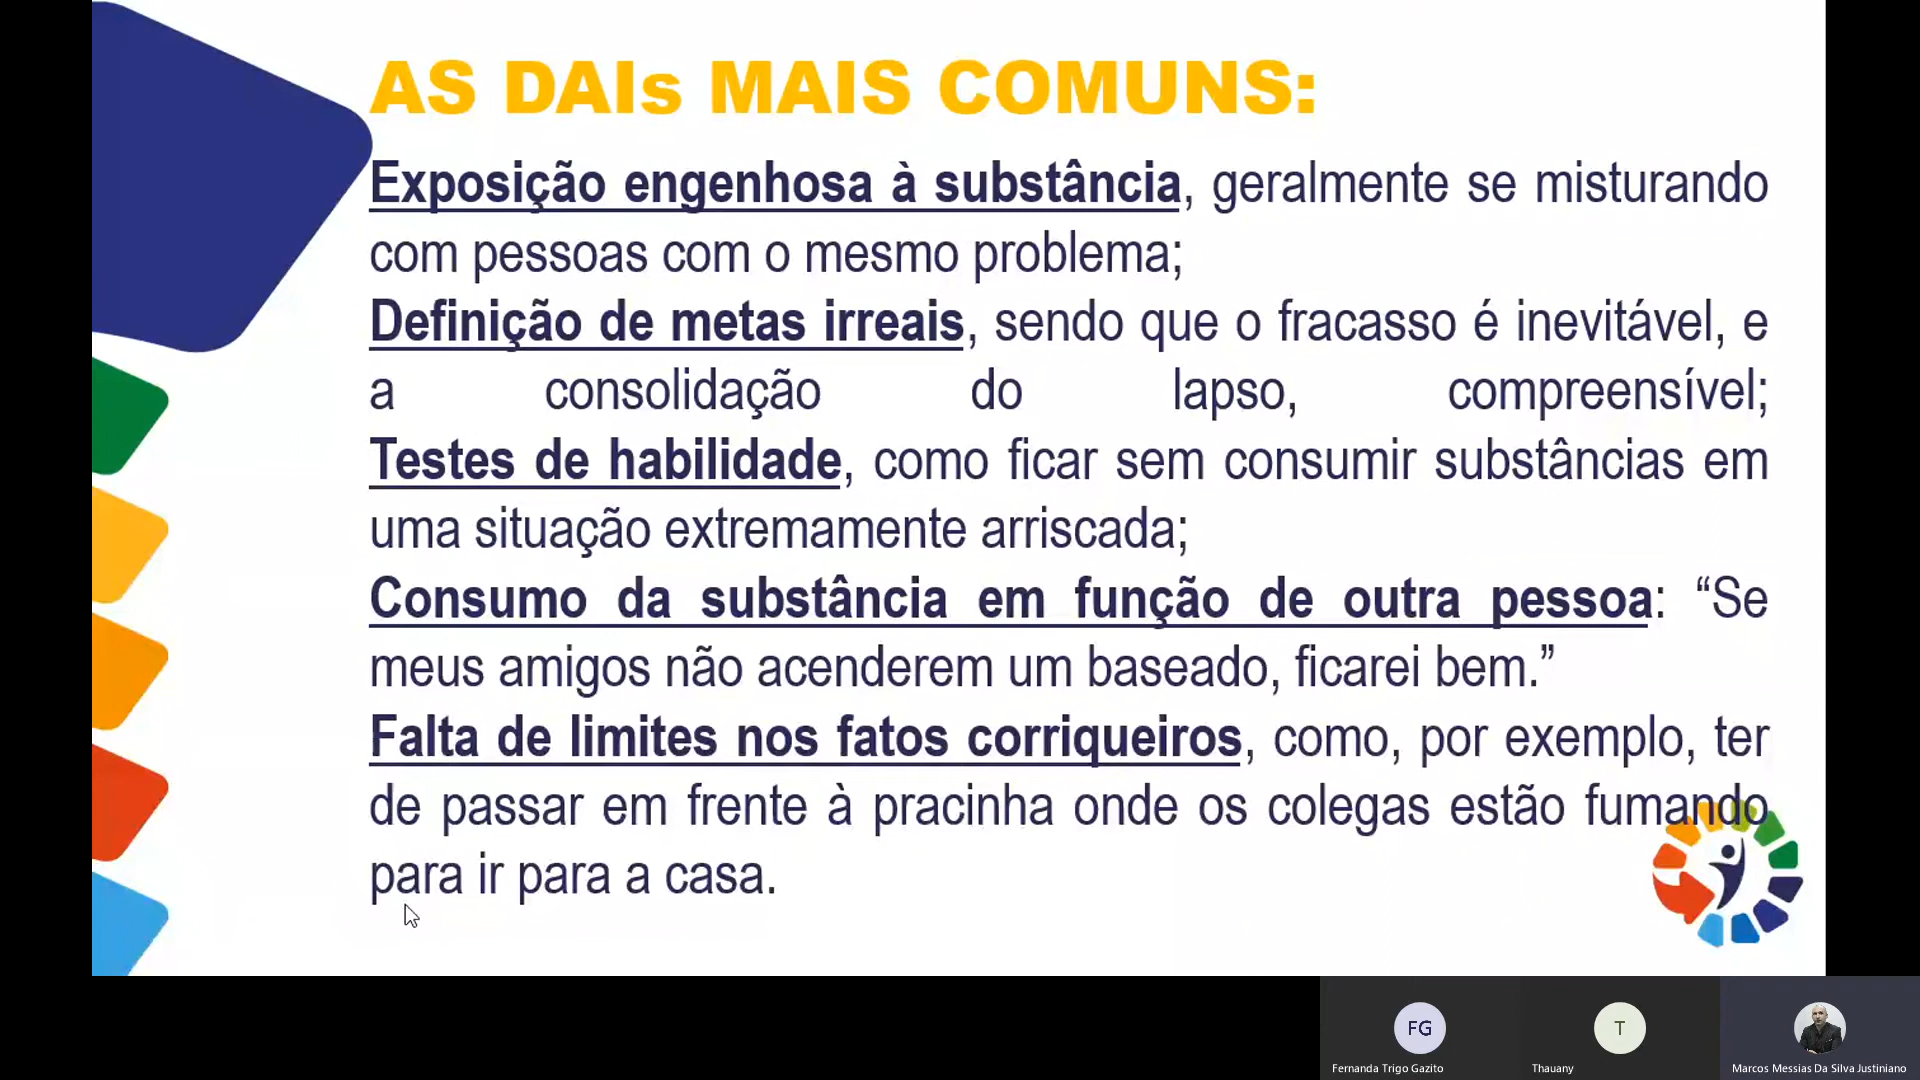 AS DAIs MAIS COMUNS:
Exposição engenhosa à substância, geralmente se misturando
com pessoas com o mesmo problema;
Definição de metas irreais, sendo que o fracasso é inevitável, e
a consolidação do lapso, compreensível;
Testes de habilidade, como ficar sem consumir substâncias em
uma situação extremamente arriscada;
Consumo da substância em função de outra pessoa: “Se
meus amigos não acenderem um baseado, ficarei bem.”
Falta de limites nos fatos corriqueiros, como, por exemplo, ter
de passar em frente à pracinha onde os colegas estão fumando
para ir para a casa.
FG
T
Fernanda Trigo Gazito
Thauany
Marcos Messias Da Silva Justiniano